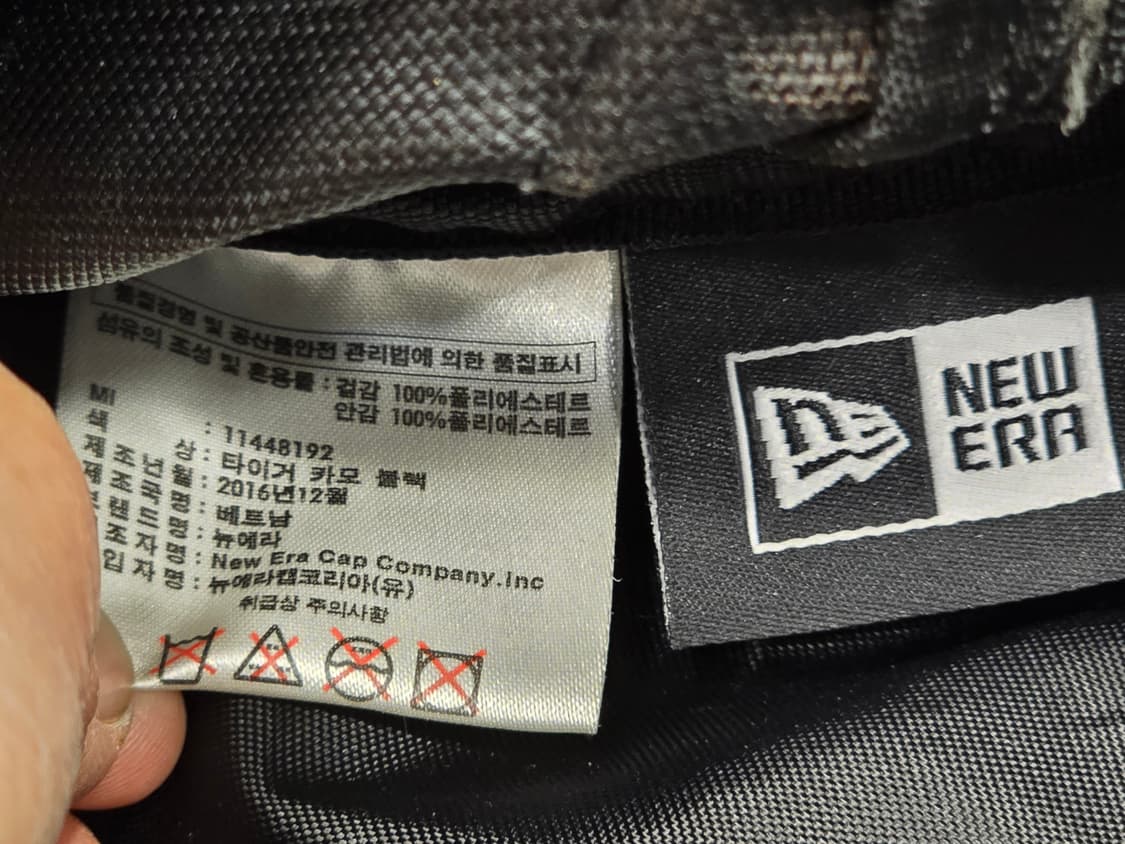 품질경영 및 공산품안전 관리법에 의한 품질표시
섬유의 조성 및 혼용률 : 겉감 100%폴리에스테르
안감 100%폴리에스테르
MI : 11448192
색 상 : 타이거 카모 블랙
제조년월 : 2016년12월
제조국명 : 베트남
브랜드명 : 뉴에라
조자명 : New Era Cap Company.Inc
입자명 : 뉴에라캡코리아(유)
취급상 주의사항
NE
NEW
ERA